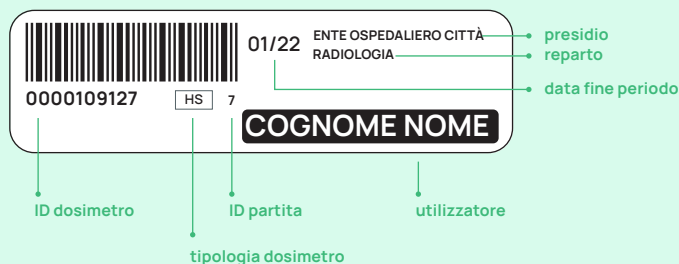 01/22
ENTE OSPEDALIERO CITTÀ
presidio
RADIOLOGIA
reparto
data fine periodo
0000109127
HS
7
COGNOME NOME
ID dosimetro
ID partita
utilizzatore
tipologia dosimetro